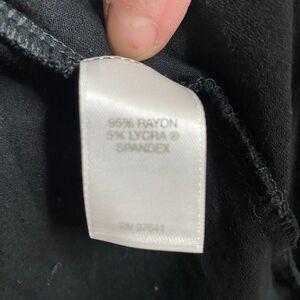 95% RAYON
5% LYCRA ®
SPANDEX
RN 97641